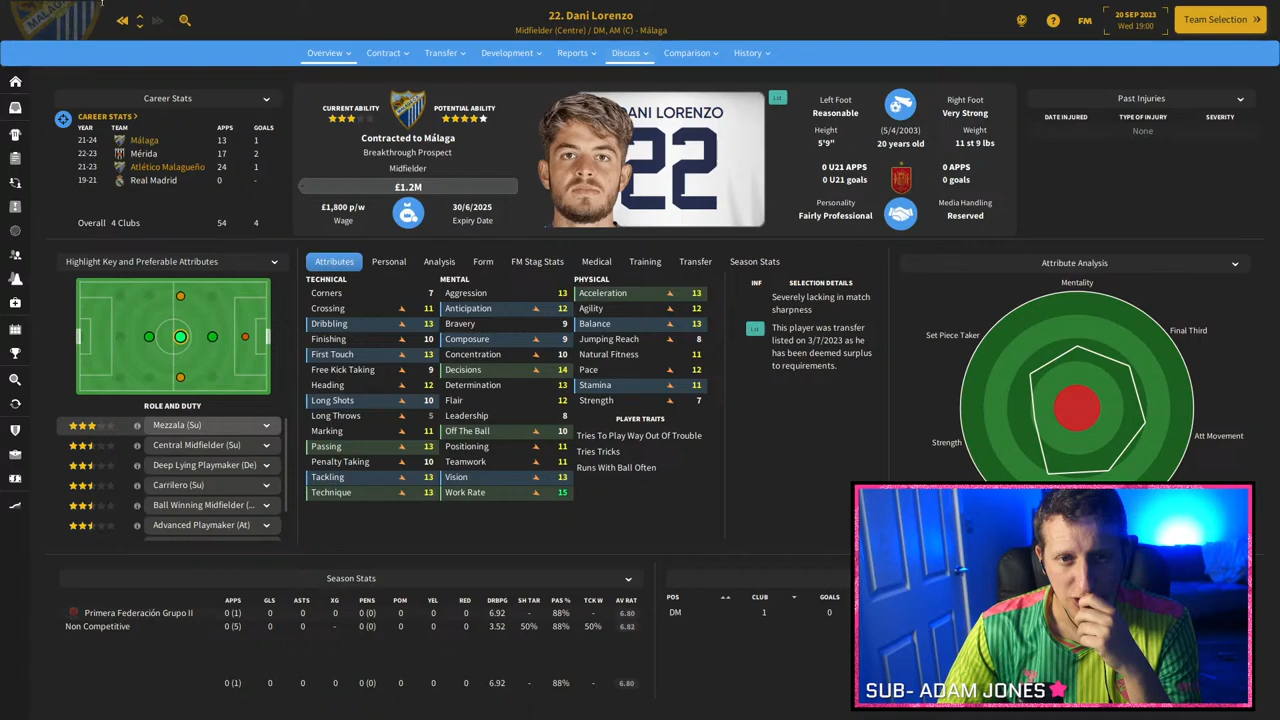 22. Dani Lorenzo
Midfielder (Centre) / DM, AM (C) - Málaga
FM
20 SEP 2023
Wed 19:00
Team Selection
Overview Contract Transfer Development Reports Discuss Comparison History
Career Stats
CAREER STATS
YEAR TEAM APPS GOALS
21-24 Málaga 13 1
22-23 Mérida 17 2
21-23 Atlético Malagueño 24 1
19-21 Real Madrid 0 -
Overall 4 Clubs 54 4
CURRENT ABILITY
POTENTIAL ABILITY
Contracted to Málaga
Breakthrough Prospect
Midfielder
£1.2M
£1,800 p/w
Wage
30/6/2025
Expiry Date
DANI LORENZO
22
Lst
Left Foot
Reasonable
Right Foot
Very Strong
Height
5'9"
(5/4/2003)
20 years old
Weight
11 st 9 lbs
0 U21 APPS
0 U21 goals
0 APPS
0 goals
Personality
Fairly Professional
Media Handling
Reserved
Past Injuries
DATE INJURED TYPE OF INJURY SEVERITY
None
Highlight Key and Preferable Attributes
ROLE AND DUTY
Mezzala (Su)
Central Midfielder (Su)
Deep Lying Playmaker (De)
Carrilero (Su)
Ball Winning Midfielder (...
Advanced Playmaker (At)
Attributes Personal Analysis Form FM Stag Stats Medical Training Transfer Season Stats
TECHNICAL
Corners 7
Crossing 11
Dribbling 13
Finishing 10
First Touch 13
Free Kick Taking 9
Heading 12
Long Shots 10
Long Throws 5
Marking 11
Passing 13
Penalty Taking 10
Tackling 13
Technique 13
MENTAL
Aggression 13
Anticipation 12
Bravery 9
Composure 9
Concentration 10
Decisions 14
Determination 13
Flair 12
Leadership 8
Off The Ball 10
Positioning 11
Teamwork 11
Vision 13
Work Rate 15
PHYSICAL
Acceleration 13
Agility 12
Balance 13
Jumping Reach 8
Natural Fitness 11
Pace 12
Stamina 11
Strength 7
PLAYER TRAITS
Tries To Play Way Out Of Trouble
Tries Tricks
Runs With Ball Often
INF SELECTION DETAILS
Severely lacking in match
sharpness
Lst
This player was transfer
listed on 3/7/2023 as he
has been deemed surplus
to requirements.
Attribute Analysis
Mentality
Set Piece Taker
Final Third
Strength
Att Movement
Season Stats
APPS GLS ASTS XG PENS POM YEL RED DRBPG SH TAR PAS % TCK W AV RAT
Primera Federación Grupo II 0 (1) 0 0 0 0 (0) 0 0 0 6.92 - 88% - 6.80
Non Competitive 0 (5) 0 0 - 0 (0) 0 0 0 3.52 50% 88% 50% 6.82
0 (1) 0 0 0 0 (0) 0 0 0 6.92 - 88% - 6.80
POS CLUB GOALS
DM 1 0
SUB- ADAM JONES